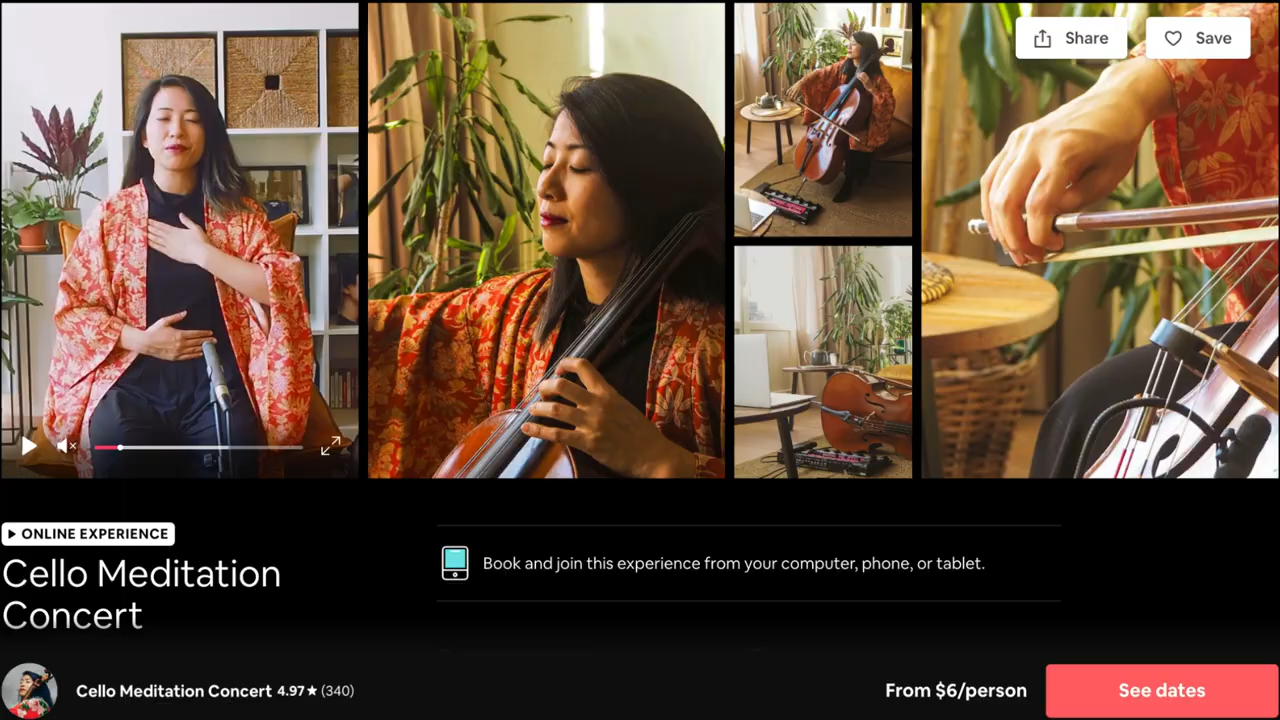 Share
Save
ONLINE EXPERIENCE
Cello Meditation
Concert
Book and join this experience from your computer, phone, or tablet.
Cello Meditation Concert 4.97★ (340)
From $6/person
See dates